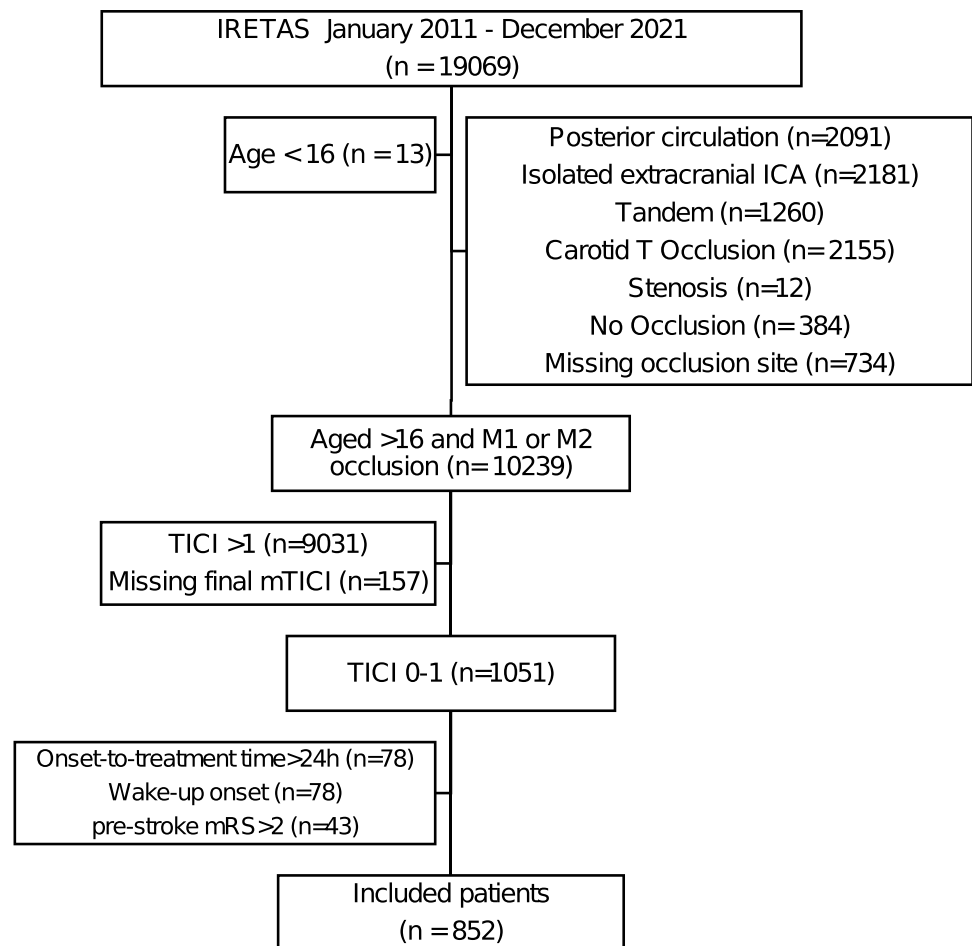 IRETAS January 2011 - December 2021
(n = 19069)
Age < 16 (n = 13)
Posterior circulation (n=2091)
Isolated extracranial ICA (n=2181)
Tandem (n=1260)
Carotid T Occlusion (n= 2155)
Stenosis (n=12)
No Occlusion (n= 384)
Missing occlusion site (n=734)
Aged >16 and M1 or M2
occlusion (n= 10239)
TICI >1 (n=9031)
Missing final mTICI (n=157)
TICI 0-1 (n=1051)
Onset-to-treatment time>24h (n=78)
Wake-up onset (n=78)
pre-stroke mRS>2 (n=43)
Included patients
(n = 852)